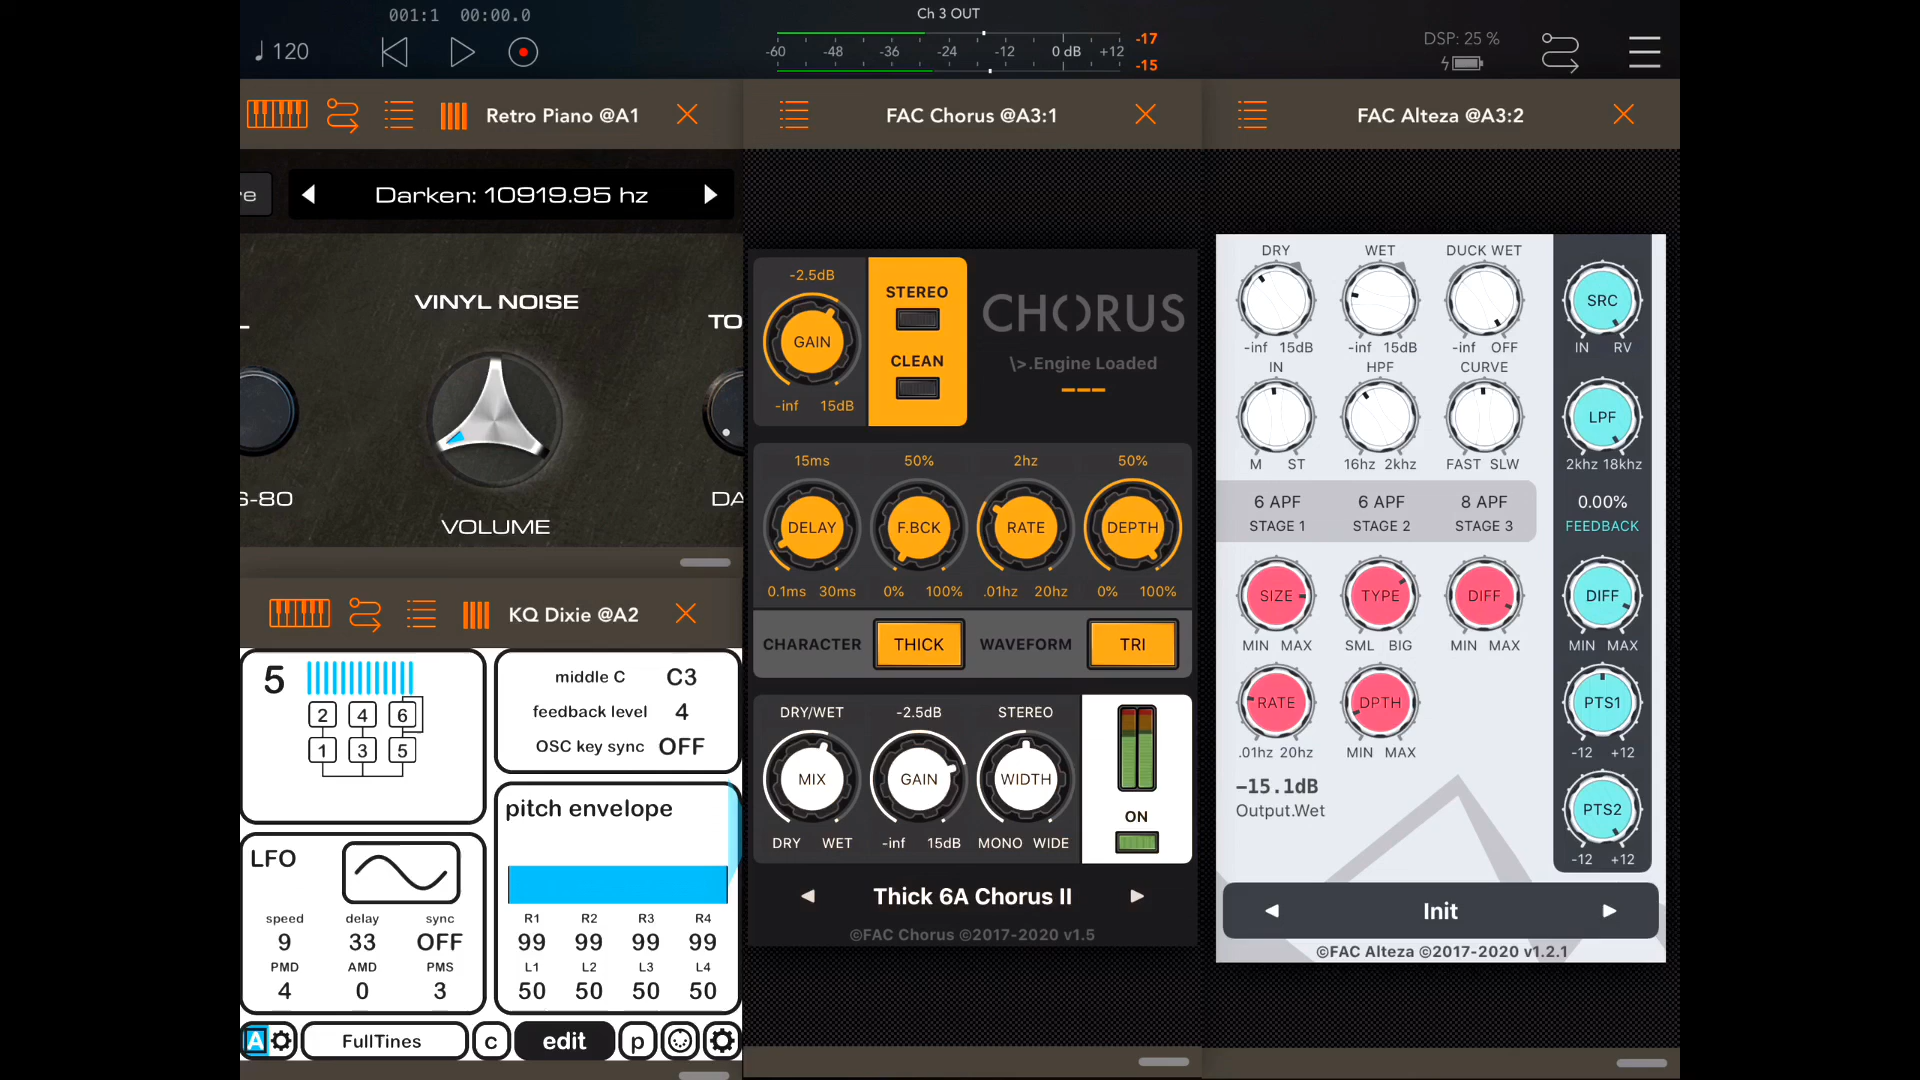 001:1 00:00.0
120
Ch 3 OUT
-60 -48 -36 -24 -12 0 dB +12
-17
-15
DSP: 25 %
Retro Piano @A1
FAC Chorus @A3:1
FAC Alteza @A3:2
Darken: 10919.95 hz
VINYL NOISE
VOLUME
KQ Dixie @A2
5
2 4 6
1 3 5
middle C C3
feedback level 4
OSC key sync OFF
LFO
speed delay sync
9 33 OFF
PMD AMD PMS
4 0 3
pitch envelope
R1 R2 R3 R4
99 99 99 99
L1 L2 L3 L4
50 50 50 50
A FullTines c edit p
-2.5dB
GAIN
-inf 15dB
STEREO
CLEAN
CHORUS
\>.Engine Loaded
---
15ms 50% 2hz 50%
DELAY F.BCK RATE DEPTH
0.1ms 30ms 0% 100% .01hz 20hz 0% 100%
CHARACTER THICK WAVEFORM TRI
DRY/WET -2.5dB STEREO
MIX GAIN WIDTH
DRY WET -inf 15dB MONO WIDE
ON
Thick 6A Chorus II
©FAC Chorus ©2017-2020 v1.5
DRY WET DUCK WET
SRC
-inf 15dB -inf 15dB -inf OFF IN RV
IN HPF CURVE
LPF
M ST 16hz 2khz FAST SLW 2khz 18khz
6 APF 6 APF 8 APF 0.00%
STAGE 1 STAGE 2 STAGE 3 FEEDBACK
SIZE TYPE DIFF DIFF
MIN MAX SML BIG MIN MAX MIN MAX
RATE DPTH PTS1
.01hz 20hz MIN MAX -12 +12
-15.1dB
Output.Wet
PTS2
-12 +12
Init
©FAC Alteza ©2017-2020 v1.2.1